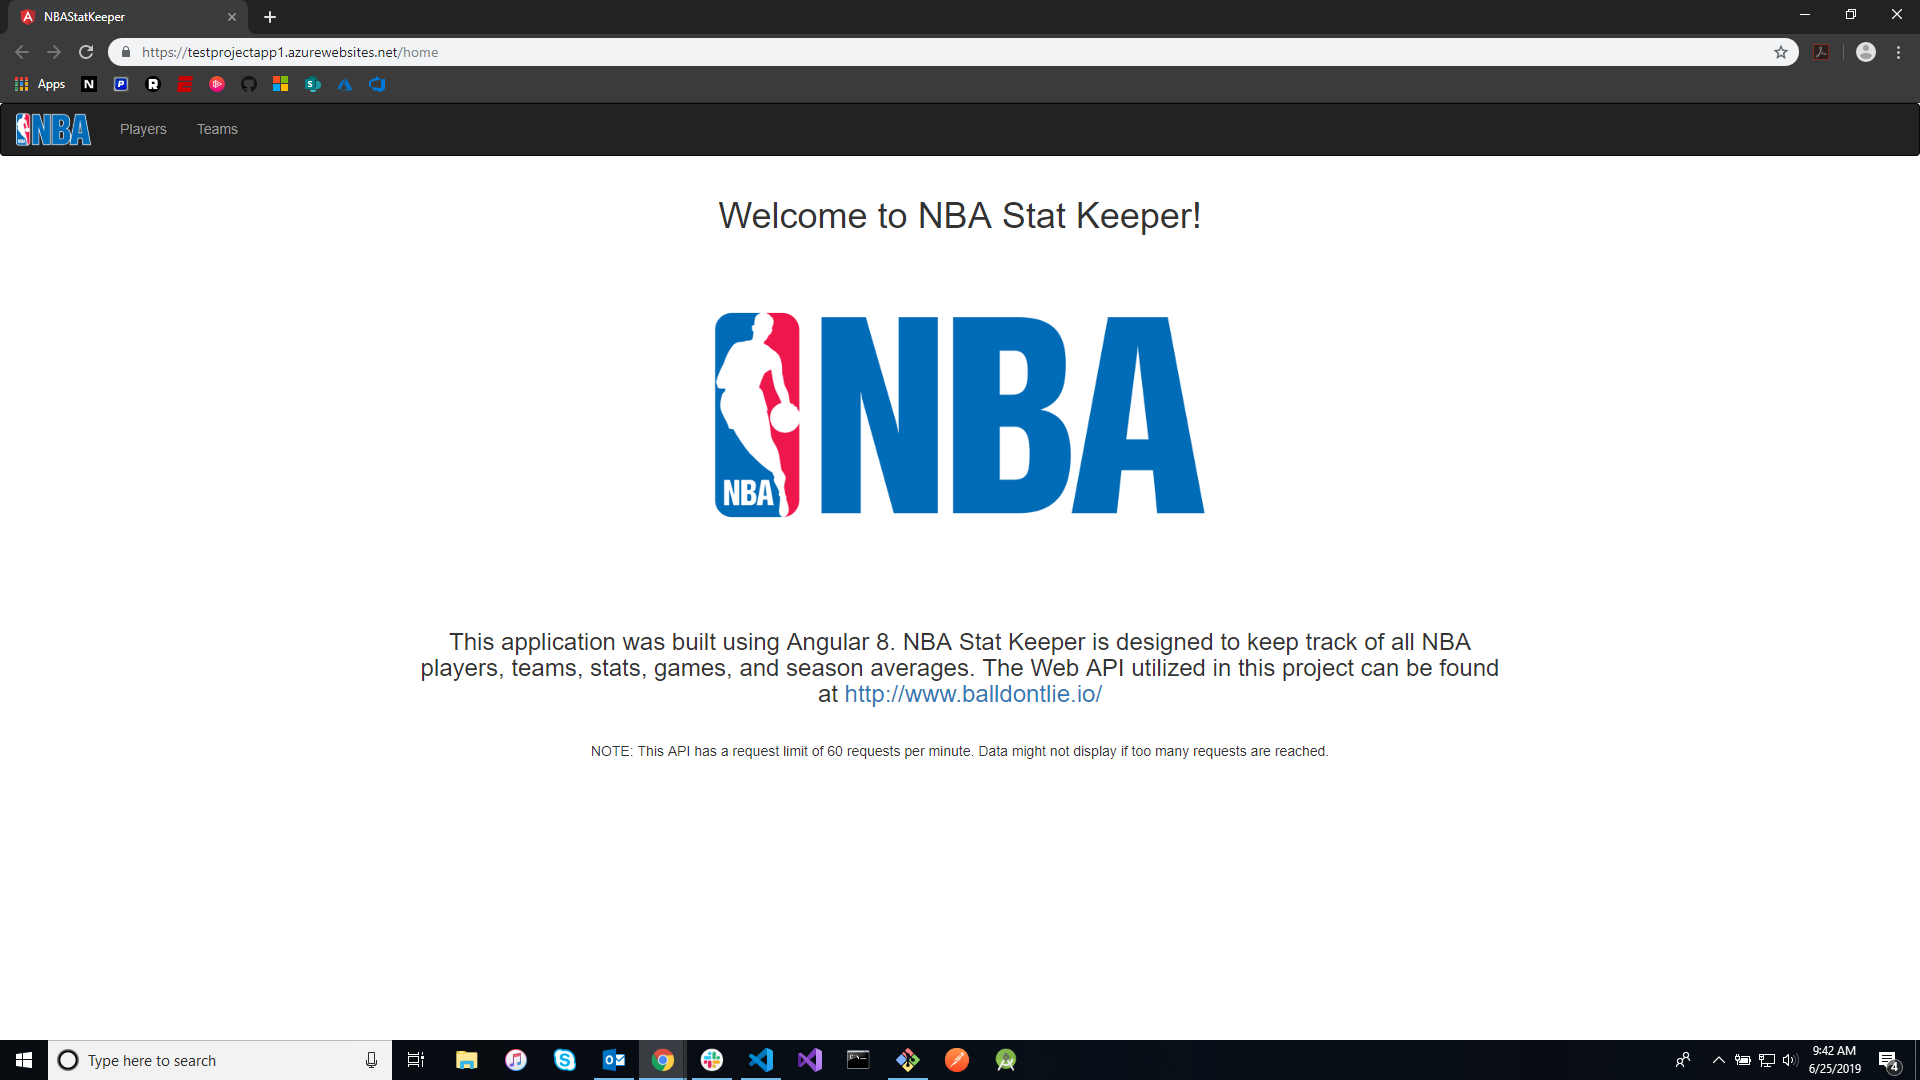 NBAStatKeeper
https://testprojectapp1.azurewebsites.net/home
Apps
NBA
Players
Teams
Welcome to NBA Stat Keeper!
NBA
NBA
This application was built using Angular 8. NBA Stat Keeper is designed to keep track of all NBA
players, teams, stats, games, and season averages. The Web API utilized in this project can be found
at http://www.balldontlie.io/
NOTE: This API has a request limit of 60 requests per minute. Data might not display if too many requests are reached.
Type here to search
9:42 AM
6/25/2019
4